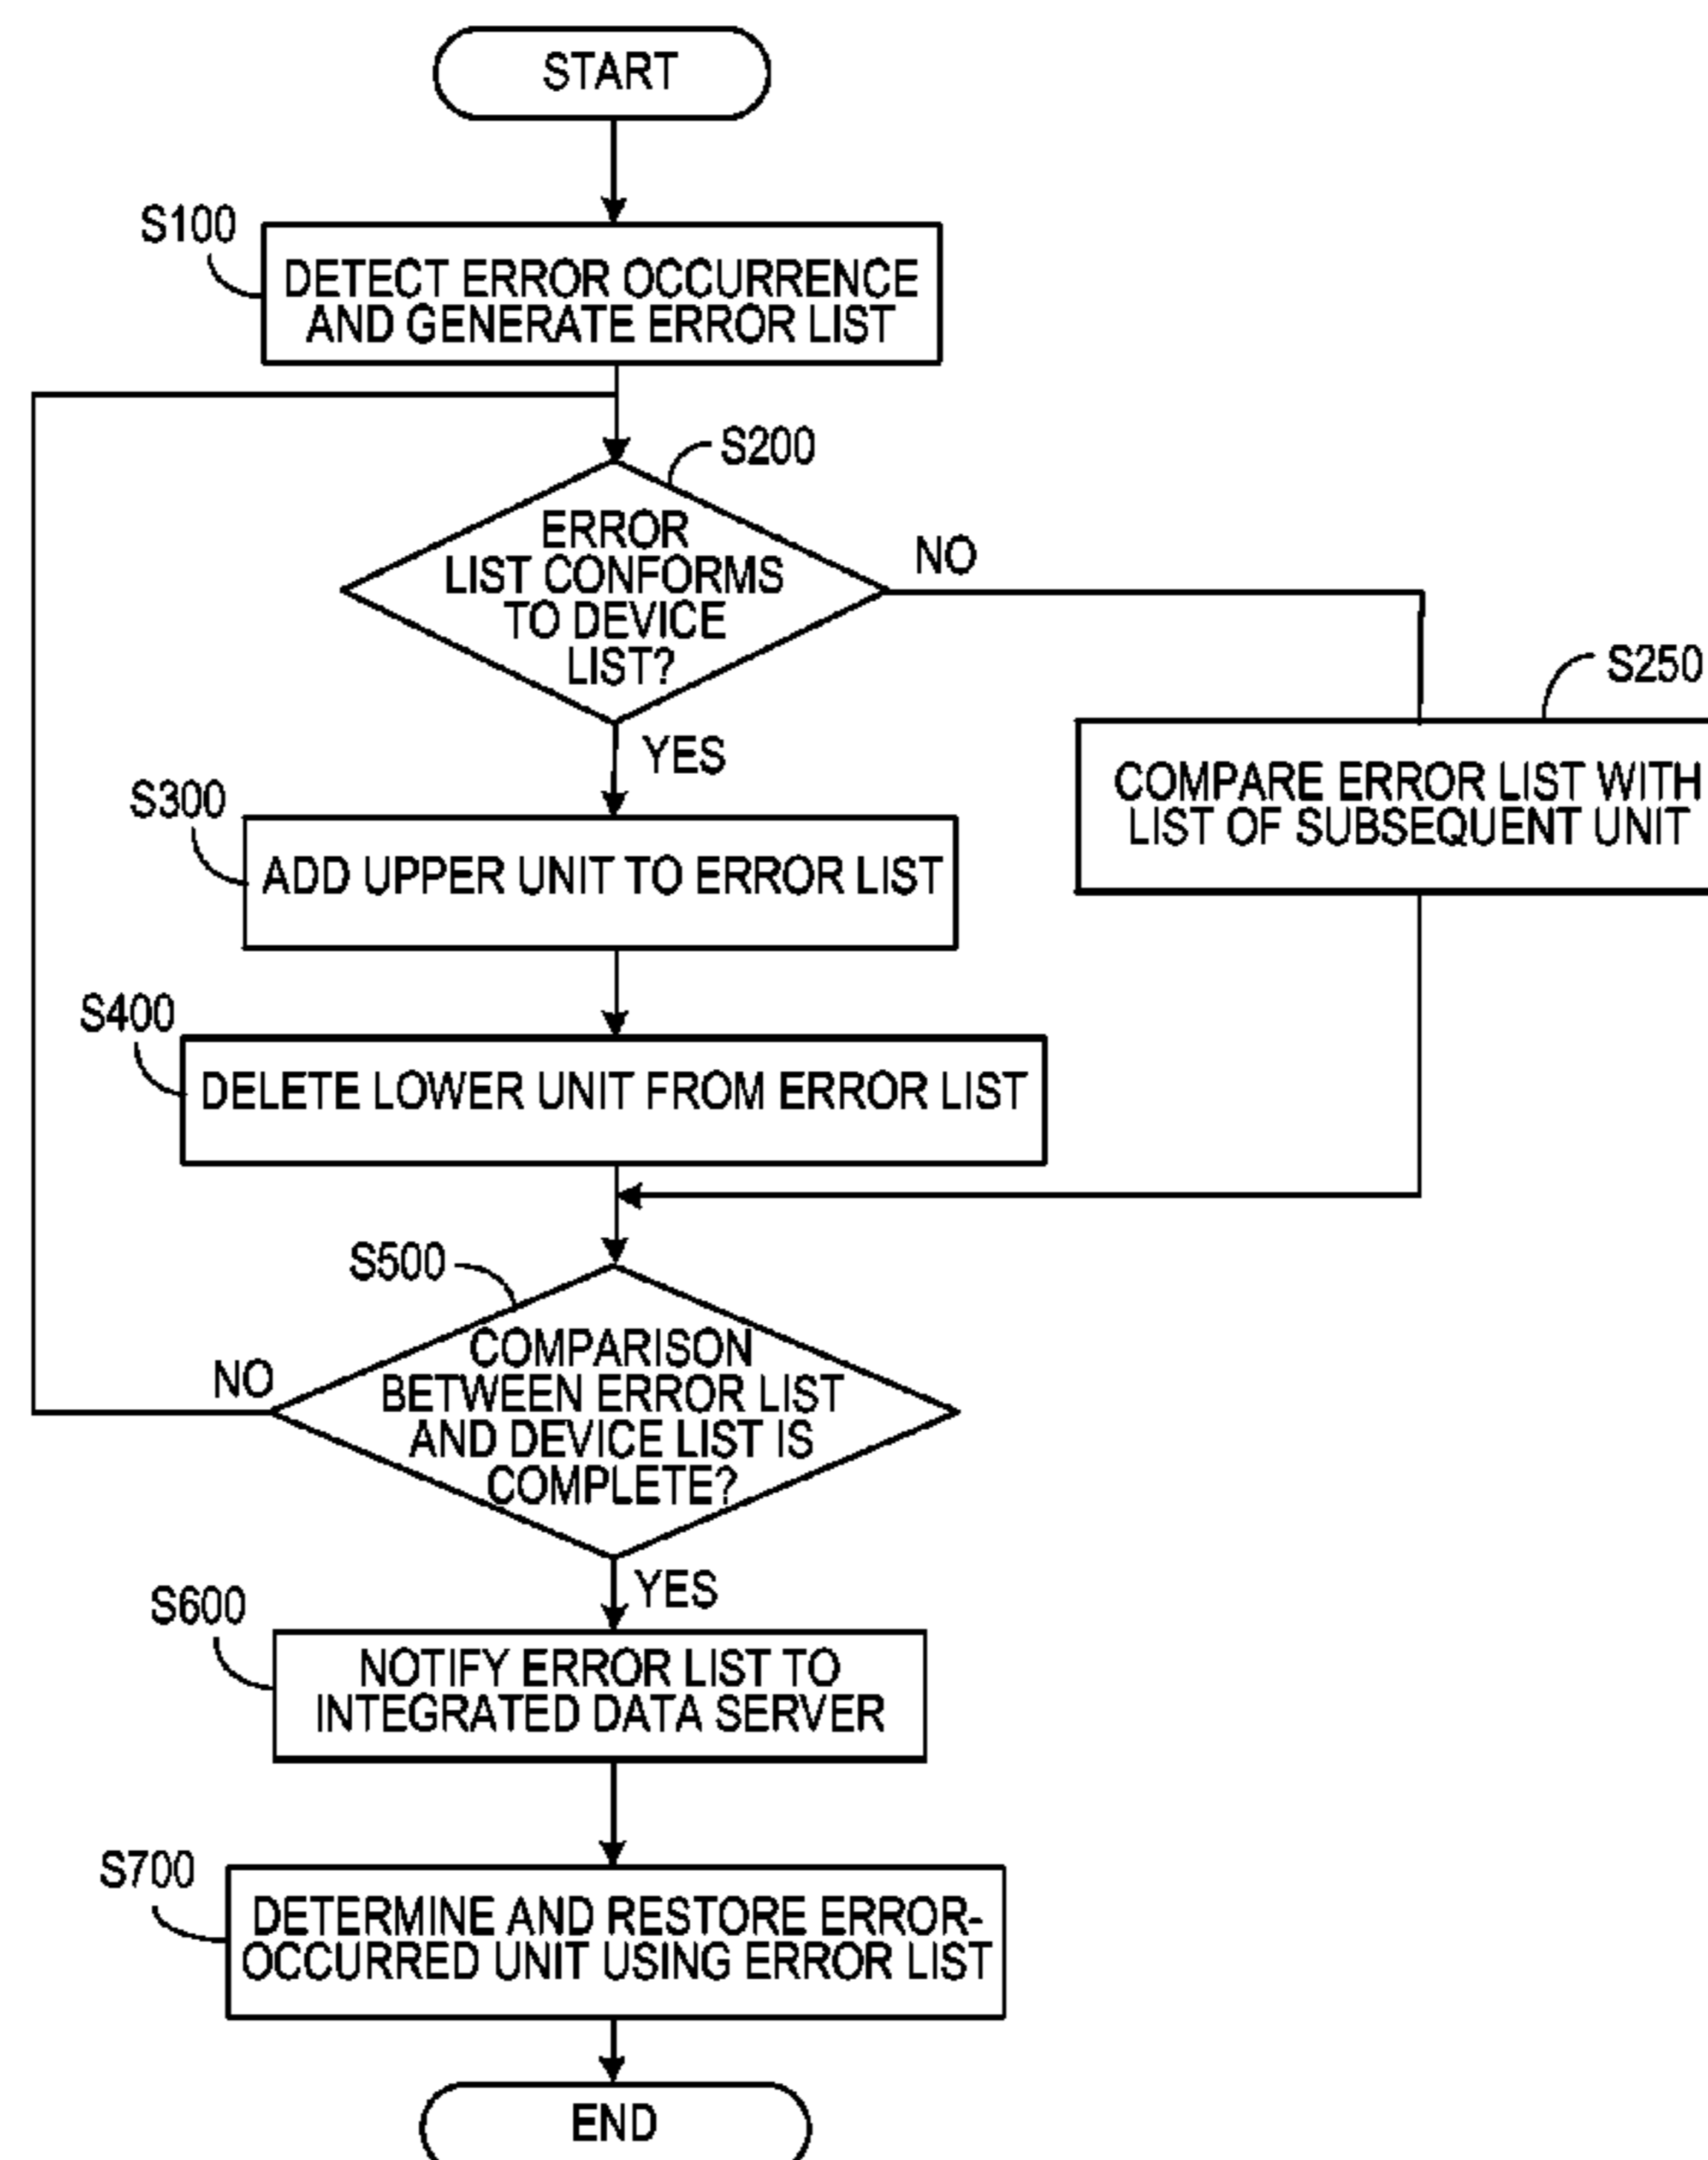 START
S100
DETECT ERROR OCCURRENCE
AND GENERATE ERROR LIST
S200
ERROR
LIST CONFORMS
TO DEVICE
LIST?
NO
YES
S250
COMPARE ERROR LIST WITH
LIST OF SUBSEQUENT UNIT
S300
ADD UPPER UNIT TO ERROR LIST
S400
DELETE LOWER UNIT FROM ERROR LIST
S500
COMPARISON
BETWEEN ERROR LIST
AND DEVICE LIST IS
COMPLETE?
NO
YES
S600
NOTIFY ERROR LIST TO
INTEGRATED DATA SERVER
S700
DETERMINE AND RESTORE ERROR-
OCCURRED UNIT USING ERROR LIST
END